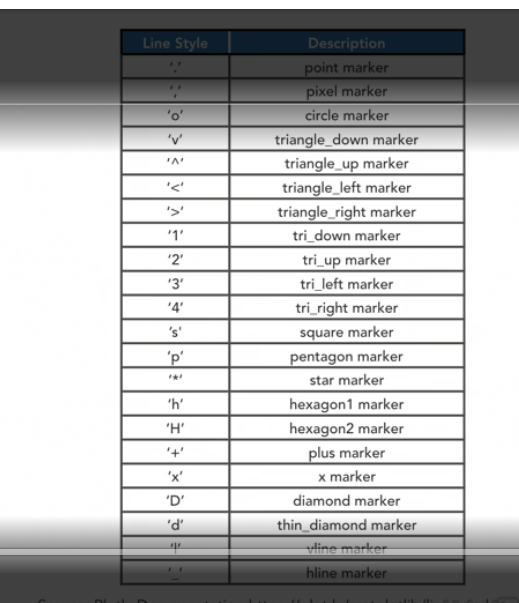 Line Style Description
'.' point marker
',' pixel marker
'o' circle marker
'v' triangle_down marker
'^' triangle_up marker
'<' triangle_left marker
'>' triangle_right marker
'1' tri_down marker
'2' tri_up marker
'3' tri_left marker
'4' tri_right marker
's' square marker
'p' pentagon marker
'*' star marker
'h' hexagon1 marker
'H' hexagon2 marker
'+' plus marker
'x' x marker
'D' diamond marker
'd' thin_diamond marker
'|' vline marker
'_' hline marker